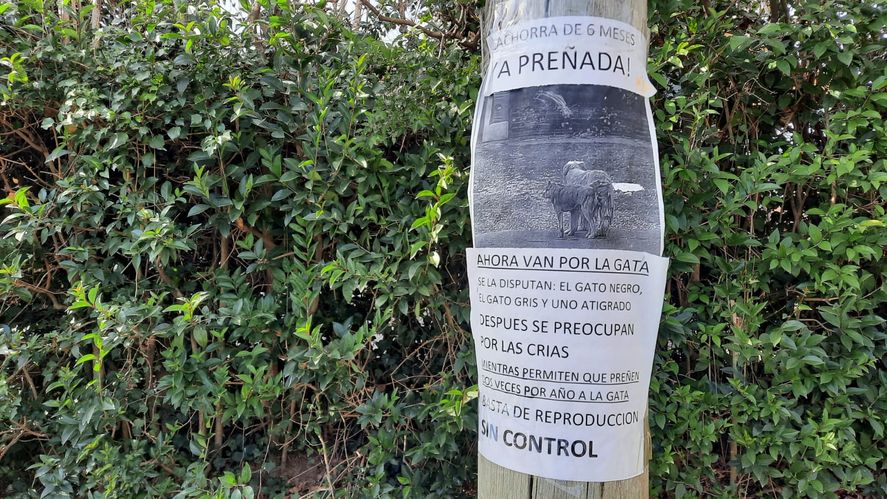 CACHORRA DE 6 MESES
YA PREÑADA!
AHORA VAN POR LA GATA
SE LA DISPUTAN: EL GATO NEGRO,
EL GATO GRIS Y UNO ATIGRADO
DESPUES SE PREOCUPAN
POR LAS CRIAS
MIENTRAS PERMITEN QUE PREÑEN
DOS VECES POR AÑO A LA GATA
BASTA DE REPRODUCCION
SIN CONTROL